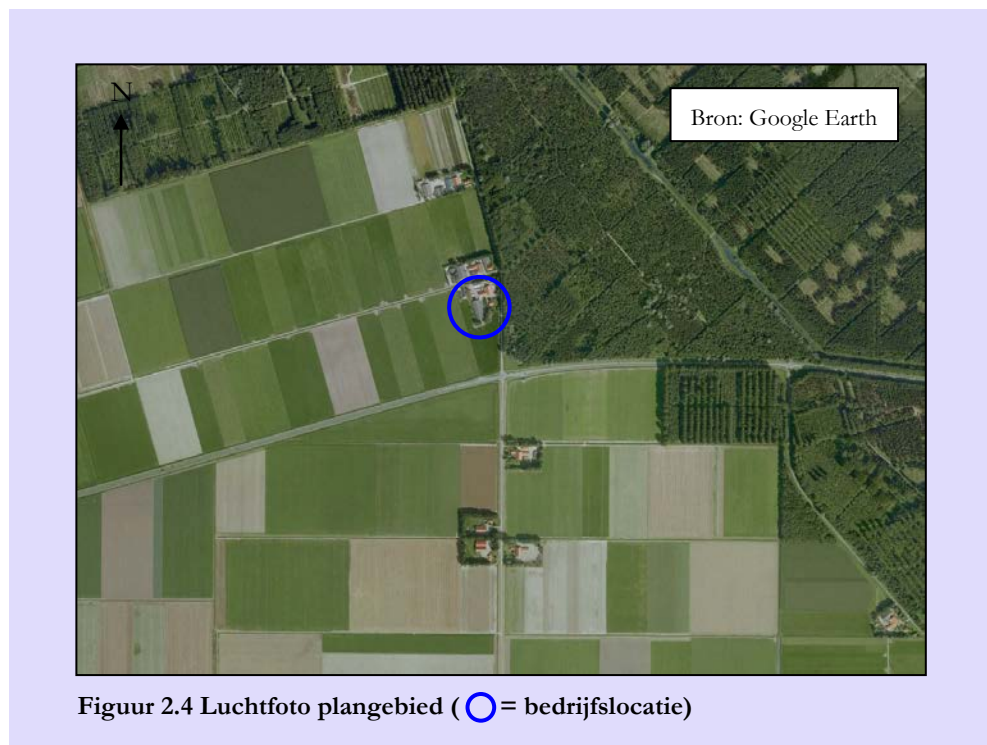 N
Bron: Google Earth
Figuur 2.4 Luchtfoto plangebied ( = bedrijfslocatie)